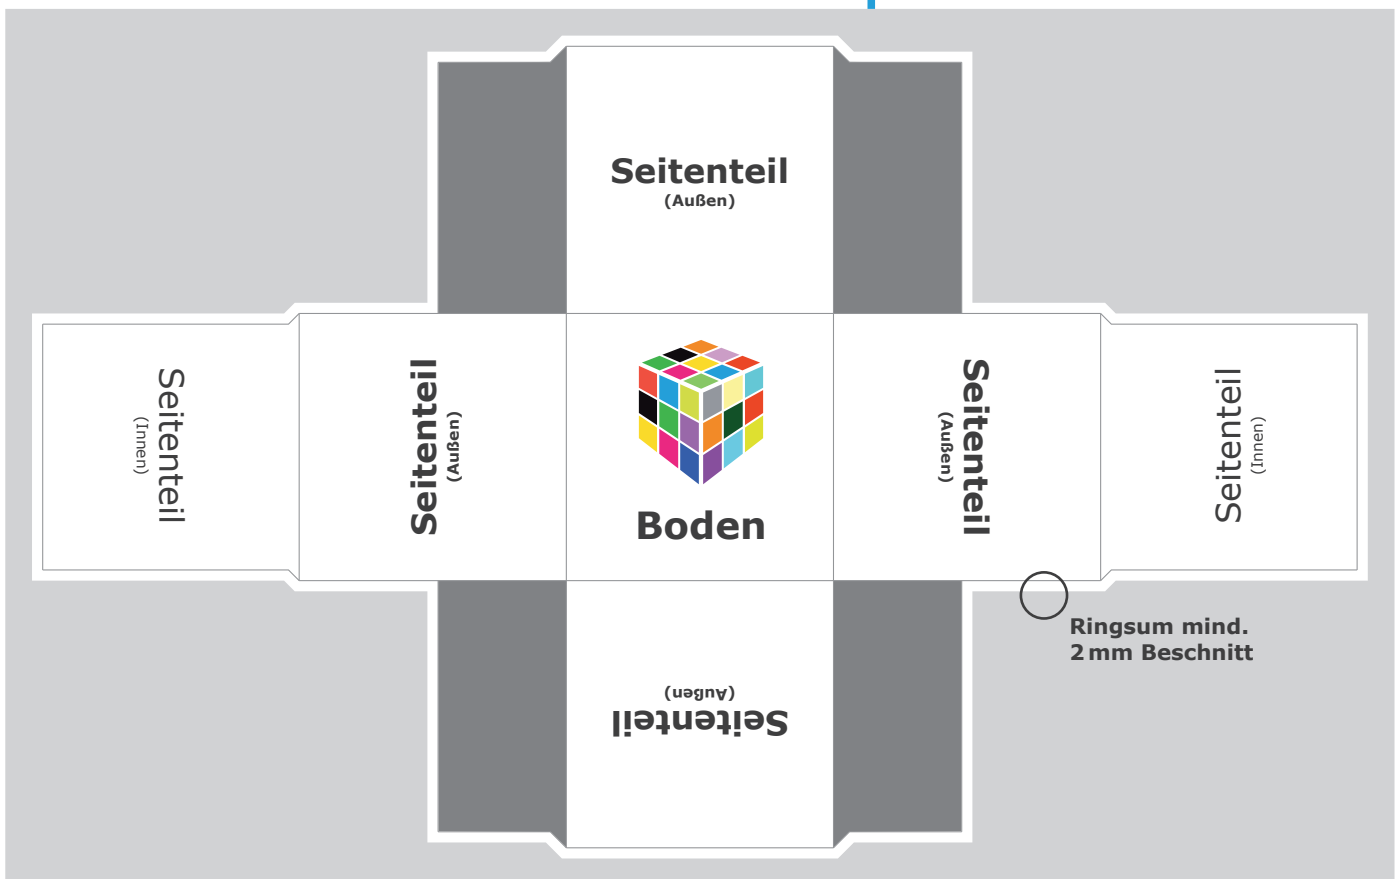 Seitenteil
(Außen)
Seitenteil
(Innen)
Seitenteil
(Außen)
Boden
Seitenteil
(Außen)
Seitenteil
(Innen)
Ringsum mind.
2 mm Beschnitt
Seitenteil
(Außen)